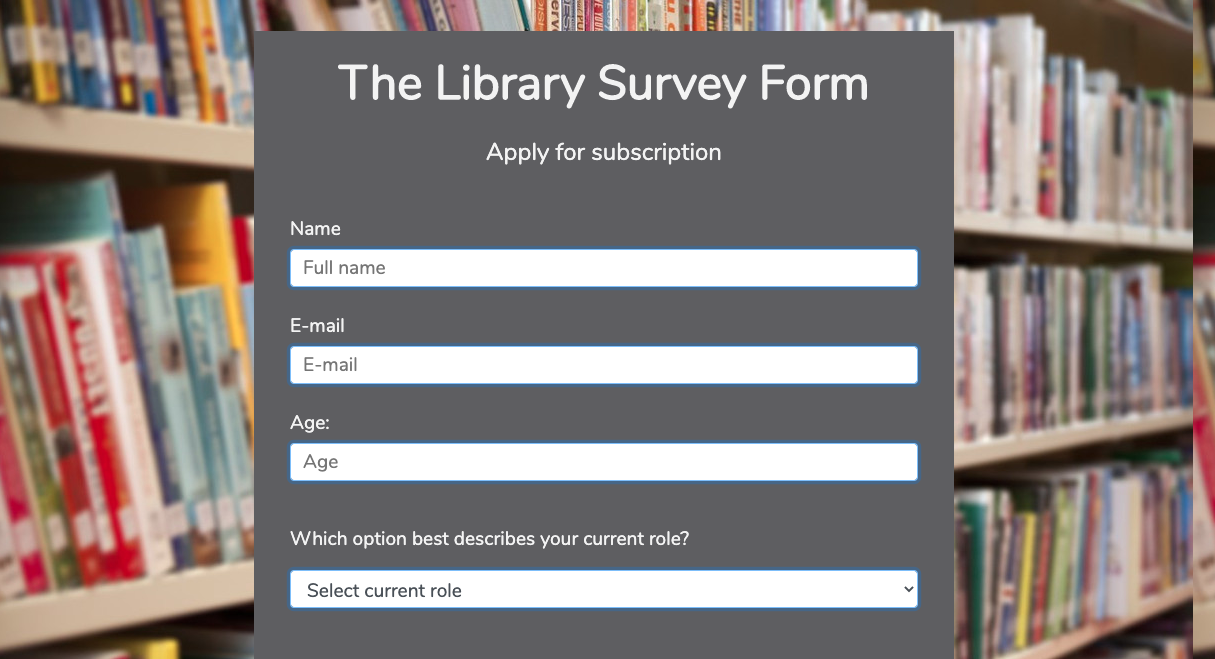 The Library Survey Form
Apply for subscription
Name
Full name
E-mail
E-mail
Age:
Age
Which option best describes your current role?
Select current role